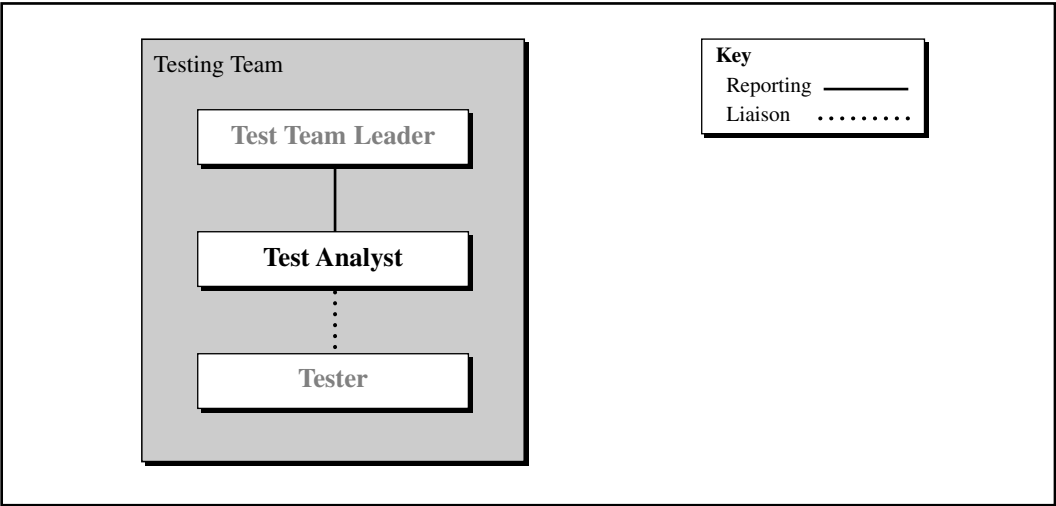 Testing Team
Test Team Leader
Test Analyst
Tester
Key
Reporting
Liaison